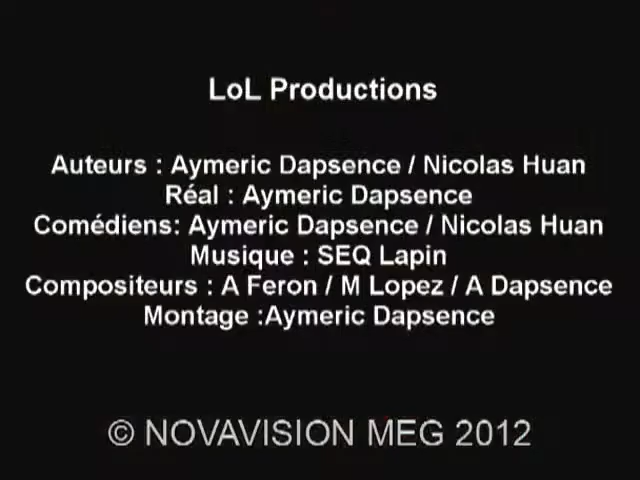 LoL Productions
Auteurs : Aymeric Dapsence / Nicolas Huan
Réal : Aymeric Dapsence
Comédiens: Aymeric Dapsence / Nicolas Huan
Musique : SEQ Lapin
Compositeurs : A Feron / M Lopez / A Dapsence
Montage :Aymeric Dapsence
© NOVAVISION MEG 2012